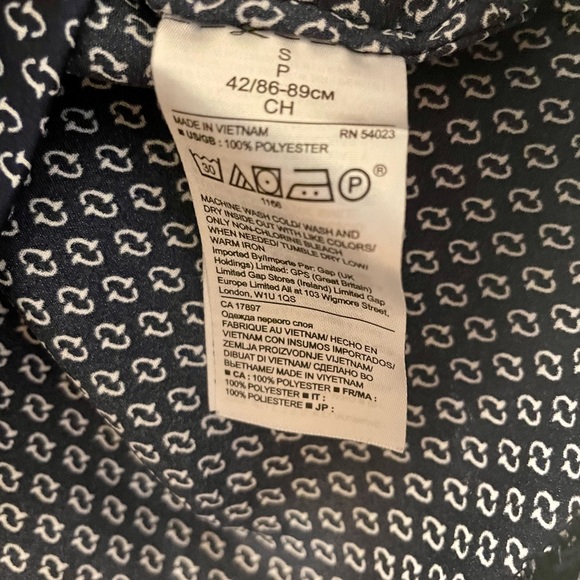 S
P
42/86-89CM
CH
MADE IN VIETNAM RN 54023
■ US/GB : 100% POLYESTER
30 P ®
1166
MACHINE WASH COLD/ WASH AND
DRY INSIDE OUT WITH LIKE COLORS/
ONLY NON-CHLORINE BLEACH
WHEN NEEDED/ TUMBLE DRY LOW/
WARM IRON
Imported By/Importe Par: Gap (UK
Holdings) Limited: GPS (Great Britain)
Limited Gap Stores (Ireland) Limited Gap
Europe Limited All at 103 Wigmore Street,
London, W1U 1QS
CA 17897
Одежда первого слоя
FABRIQUE AU VIETNAM/ HECHO EN
VIETNAM CON INSUMOS IMPORTADOS/
ZEMLJA PROIZVODNJE VIJETNAM/
DIBUAT DI VIETNAM/ СДЕЛАНО ВО
ВЬЕТНАМЕ/ MADE IN VIYETNAM
■ CA : 100% POLYESTER ■ FR/MA :
100% POLYESTER ■ IT :
100% POLIESTERE ■ JP :